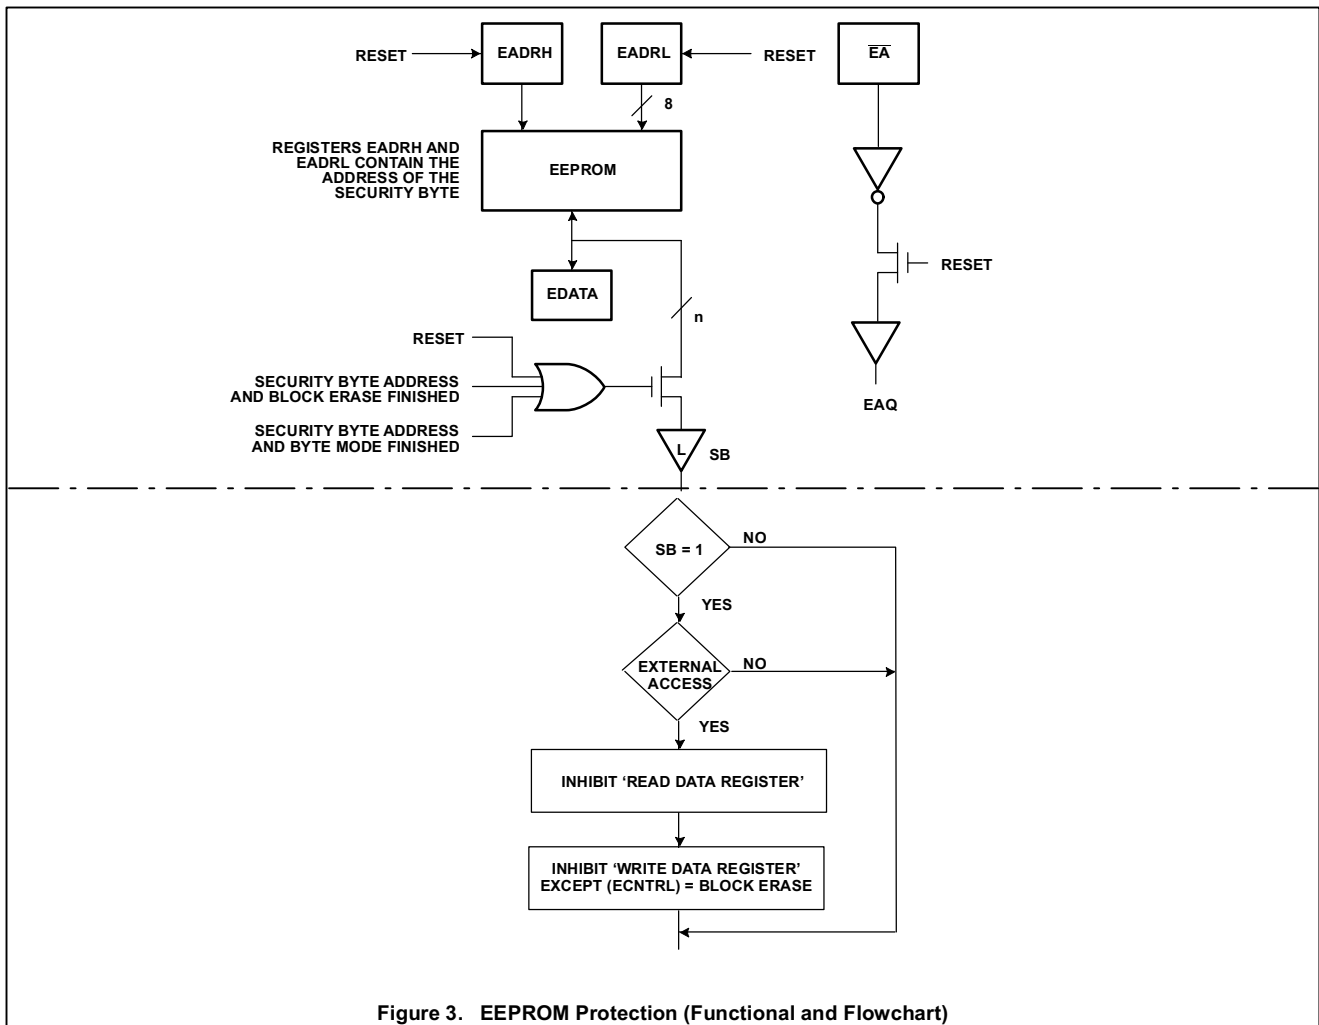 RESET
EADRH
EADRL
RESET
EA
8
REGISTERS EADRH AND
EADRL CONTAIN THE
ADDRESS OF THE
SECURITY BYTE
EEPROM
RESET
EDATA
n
RESET
SECURITY BYTE ADDRESS
AND BLOCK ERASE FINISHED
EAQ
SECURITY BYTE ADDRESS
AND BYTE MODE FINISHED
L
SB
SB = 1
NO
YES
EXTERNAL
ACCESS
NO
YES
INHIBIT ‘READ DATA REGISTER’
INHIBIT ‘WRITE DATA REGISTER’
EXCEPT (ECNTRL) = BLOCK ERASE
Figure 3. EEPROM Protection (Functional and Flowchart)